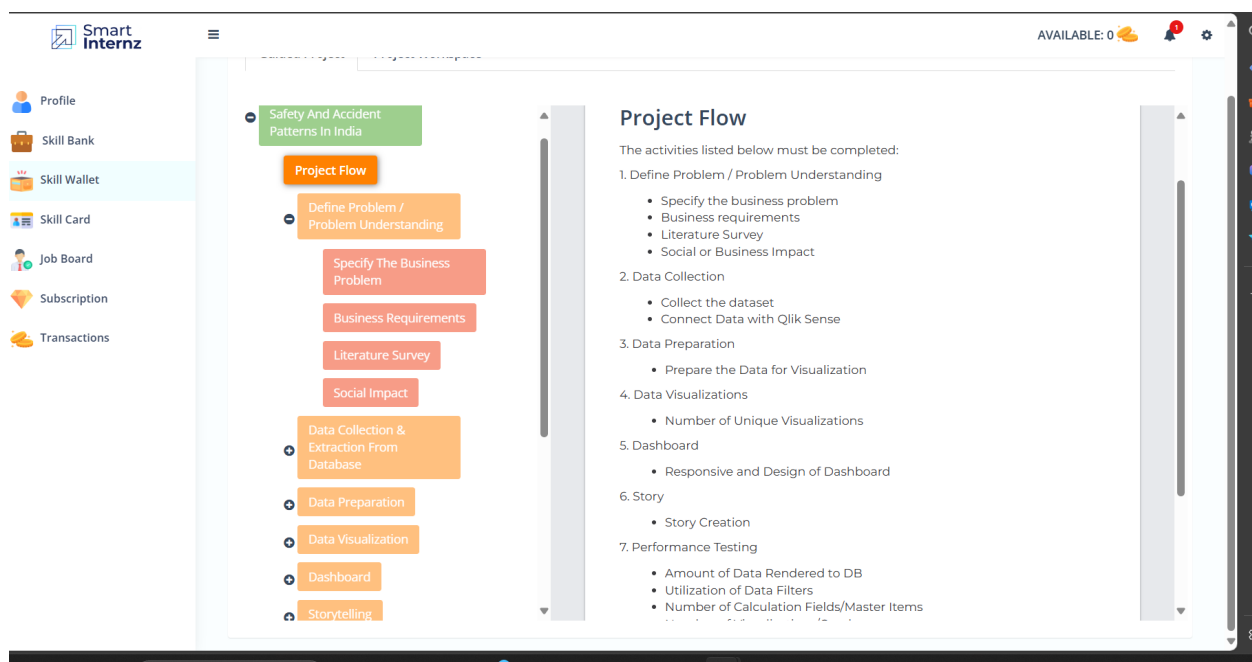 Smart
Internz
AVAILABLE: 0
1
Profile
Skill Bank
Skill Wallet
Skill Card
Job Board
Subscription
Transactions
Safety And Accident
Patterns In India
Project Flow
Define Problem /
Problem Understanding
Specify The Business
Problem
Business Requirements
Literature Survey
Social Impact
Data Collection &
Extraction From
Database
Data Preparation
Data Visualization
Dashboard
Storytelling
Project Flow
The activities listed below must be completed:
1. Define Problem / Problem Understanding
• Specify the business problem
• Business requirements
• Literature Survey
• Social or Business Impact
2. Data Collection
• Collect the dataset
• Connect Data with Qlik Sense
3. Data Preparation
• Prepare the Data for Visualization
4. Data Visualizations
• Number of Unique Visualizations
5. Dashboard
• Responsive and Design of Dashboard
6. Story
• Story Creation
7. Performance Testing
• Amount of Data Rendered to DB
• Utilization of Data Filters
• Number of Calculation Fields/Master Items